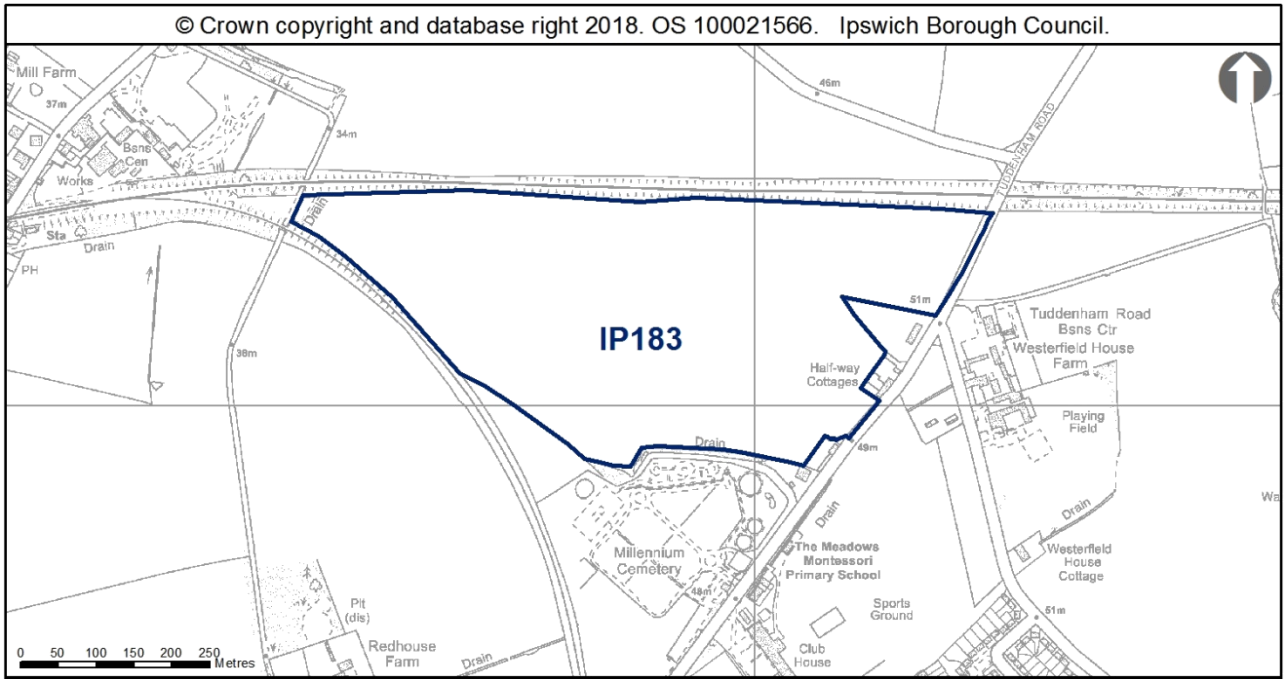 © Crown copyright and database right 2018. OS 100021566. Ipswich Borough Council.
Mill Farm
37m
Bsns
Cen
Works
34m
46m
TUDDENHAM ROAD
Drain
Sta
Drain
PH
38m
IP183
51m
Tuddenham Road
Bsns Ctr
Westerfield House
Farm
Half-way
Cottages
Playing
Field
Drain
49m
Drain
Drain
Millennium
Cemetery
The Meadows
Montessori
Primary School
48m
Westerfield
House
Cottage
Sports
Ground
51m
Club
House
Pit
(dis)
Redhouse
Farm
Drain
0 50 100 150 200 250
Metres